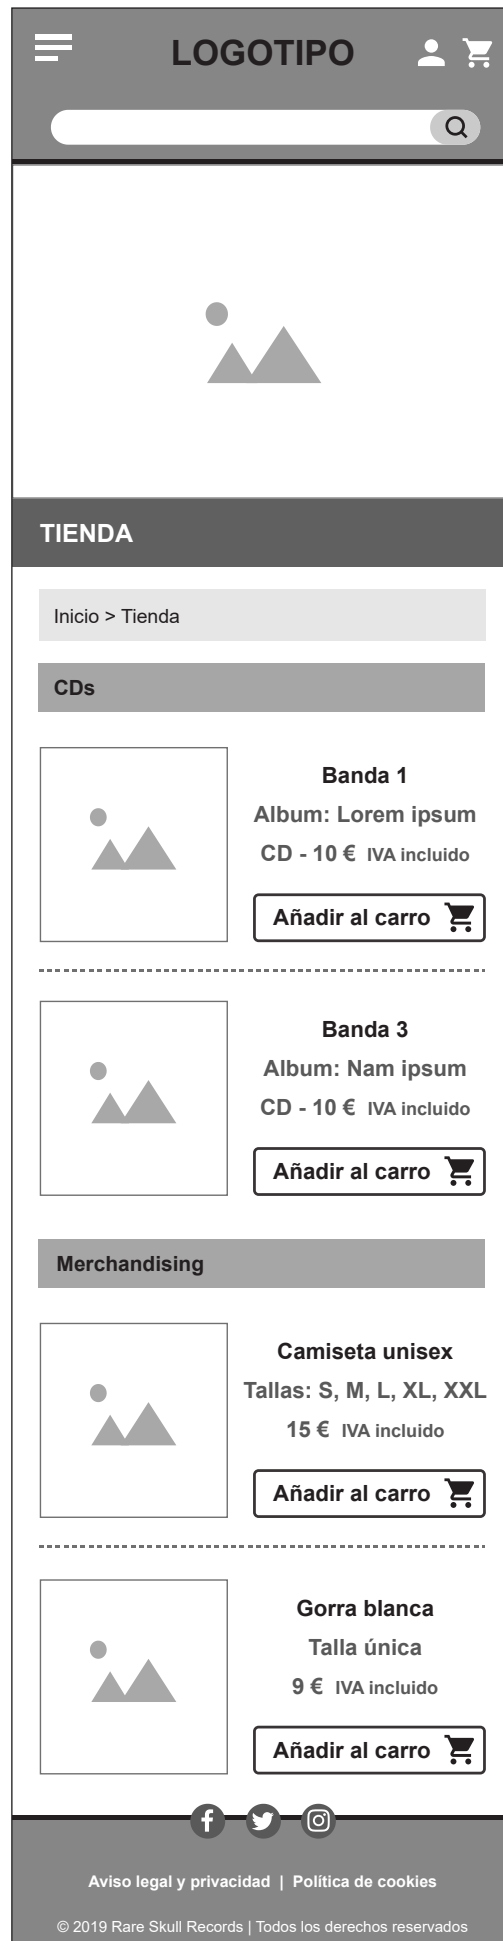 LOGOTIPO
TIENDA
Inicio > Tienda
CDs
Banda 1
Album: Lorem ipsum
CD - 10 € IVA incluido
Añadir al carro
Banda 3
Album: Nam ipsum
CD - 10 € IVA incluido
Añadir al carro
Merchandising
Camiseta unisex
Tallas: S, M, L, XL, XXL
15 € IVA incluido
Añadir al carro
Gorra blanca
Talla única
9 € IVA incluido
Añadir al carro
Aviso legal y privacidad | Política de cookies
© 2019 Rare Skull Records | Todos los derechos reservados